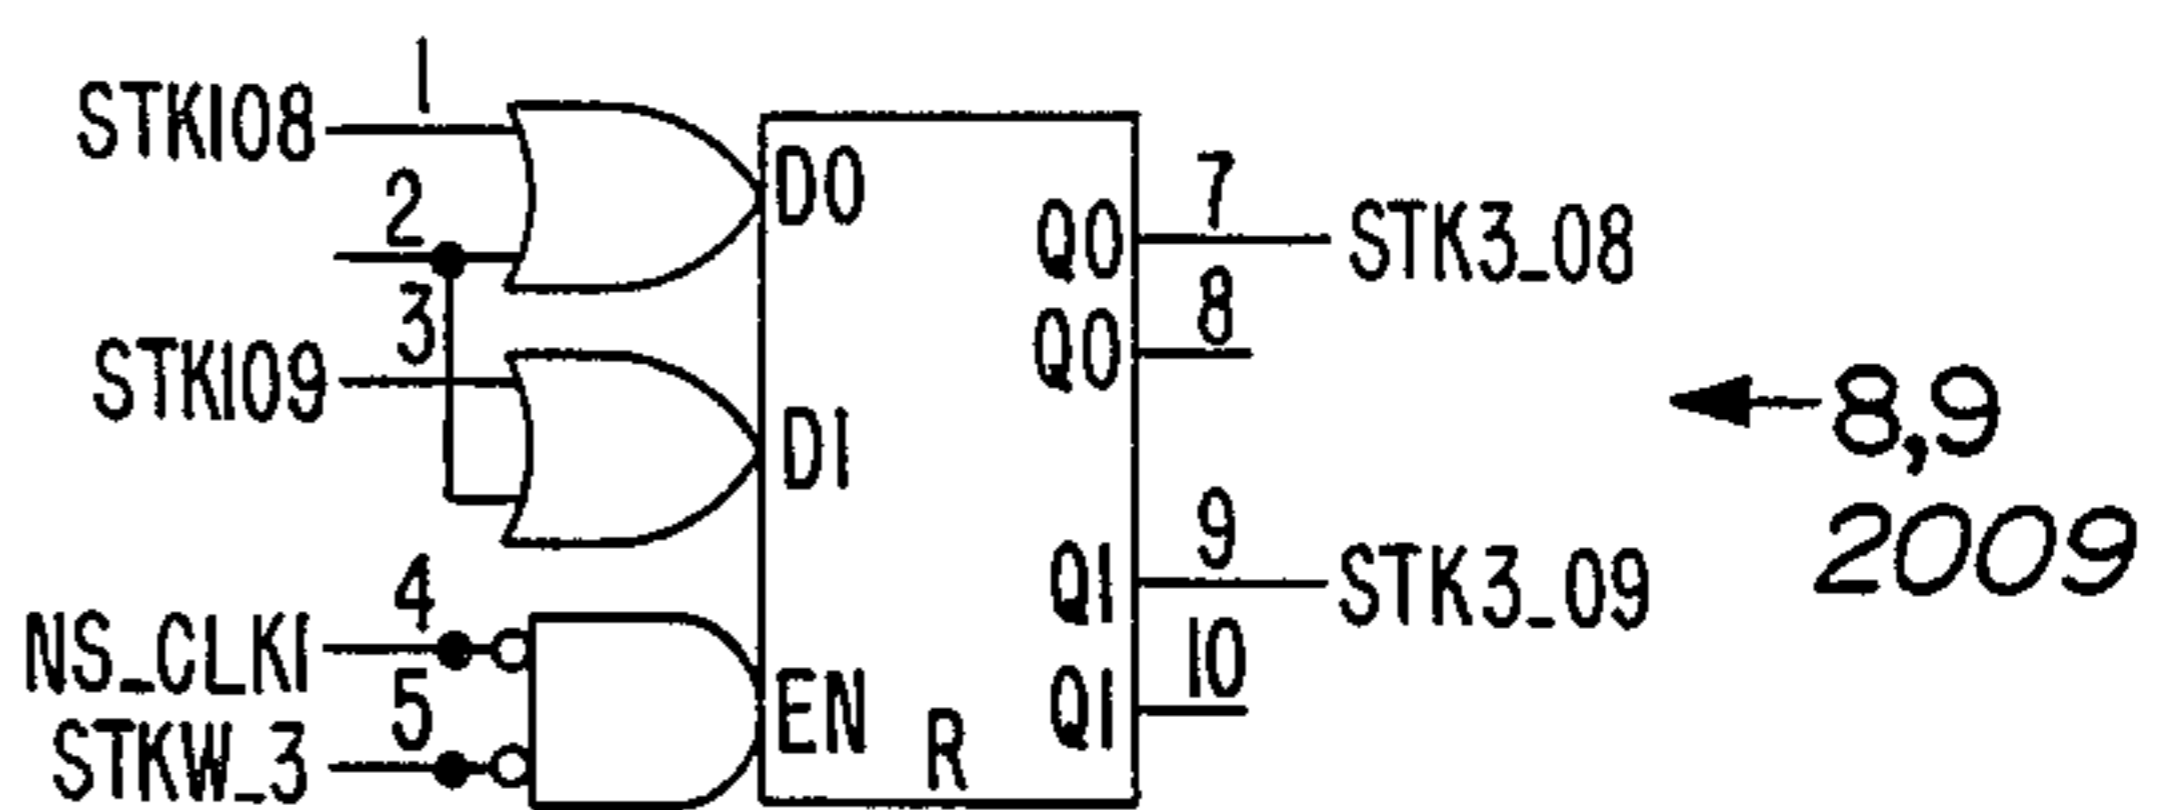 1
STKI08
D0
7
Q0
STK3_08
2
3
8
Q0
STKI09
D1
8,9
2009
9
Q1
STK3_09
4
NS_CLK1
5
10
Q1
EN
R
STKW_3